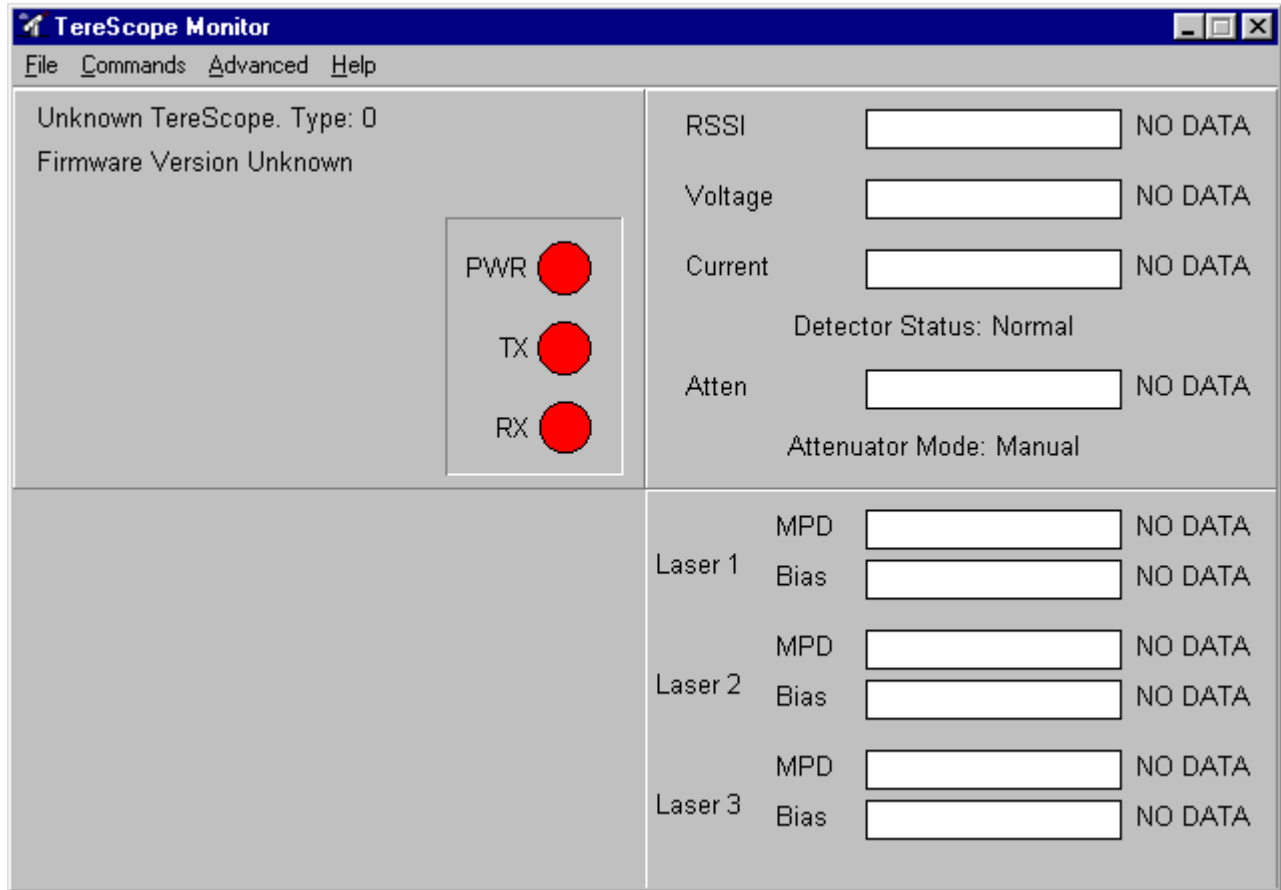 TereScope Monitor
File Commands Advanced Help
Unknown TereScope. Type: 0
Firmware Version Unknown
PWR
TX
RX
RSSI NO DATA
Voltage NO DATA
Current NO DATA
Detector Status: Normal
Atten NO DATA
Attenuator Mode: Manual
Laser 1
MPD NO DATA
Bias NO DATA
Laser 2
MPD NO DATA
Bias NO DATA
Laser 3
MPD NO DATA
Bias NO DATA